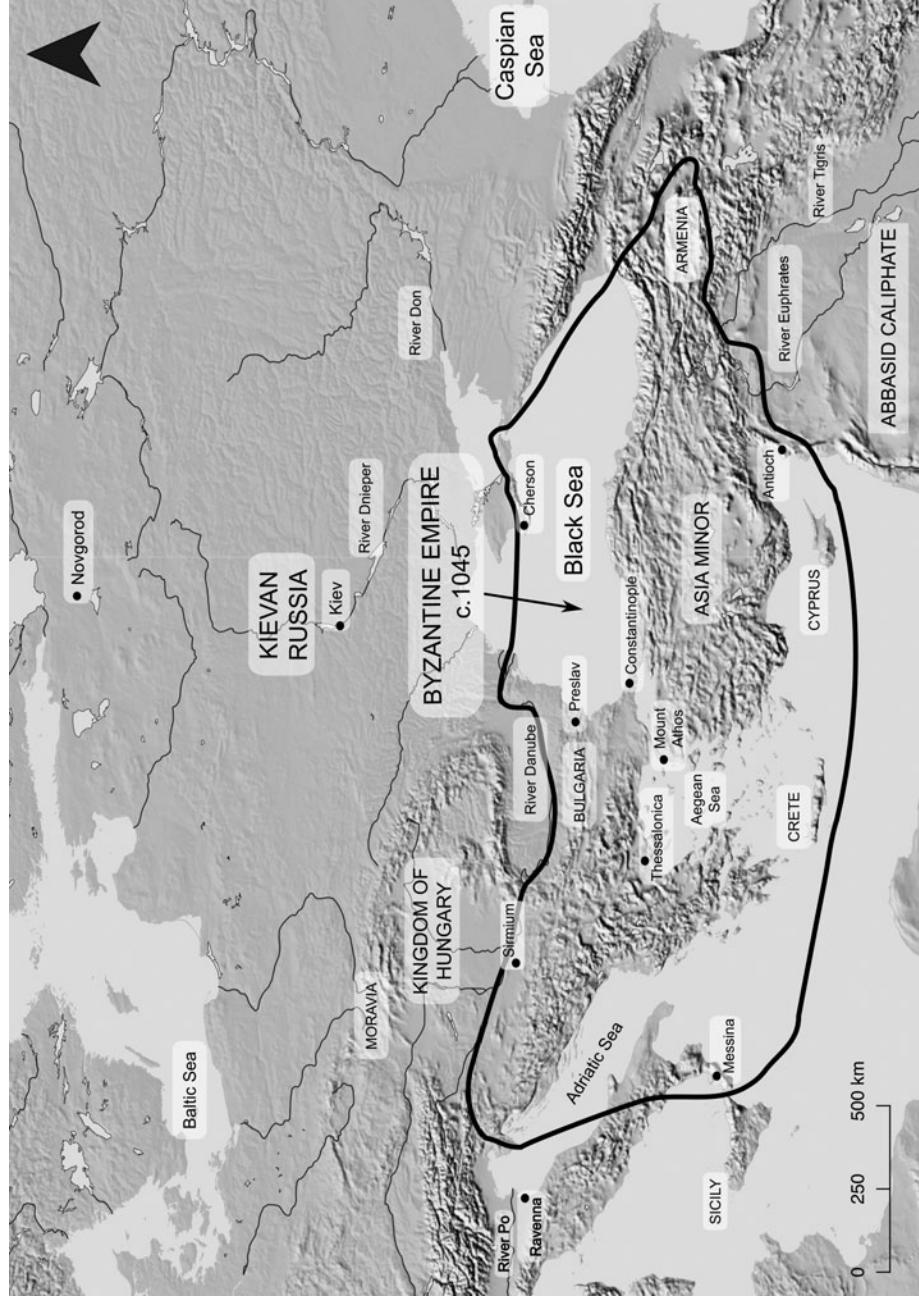 Novgorod
Baltic Sea
KIEVAN
RUSSIA
Kiev
River Dnieper
River Don
Caspian
Sea
MORAVIA
KINGDOM OF
HUNGARY
BYZANTINE EMPIRE
c.1045
Sirmium
River Danube
Cherson
River Po
Ravenna
Adriatic Sea
BULGARIA
Preslav
Black Sea
Constantinople
Thessalonica
Mount
Athos
Aegean
Sea
ASIA MINOR
ARMENIA
Messina
SICILY
CRETE
CYPRUS
Antioch
River Euphrates
River Tigris
ABBASID CALIPHATE
0
250
500 km